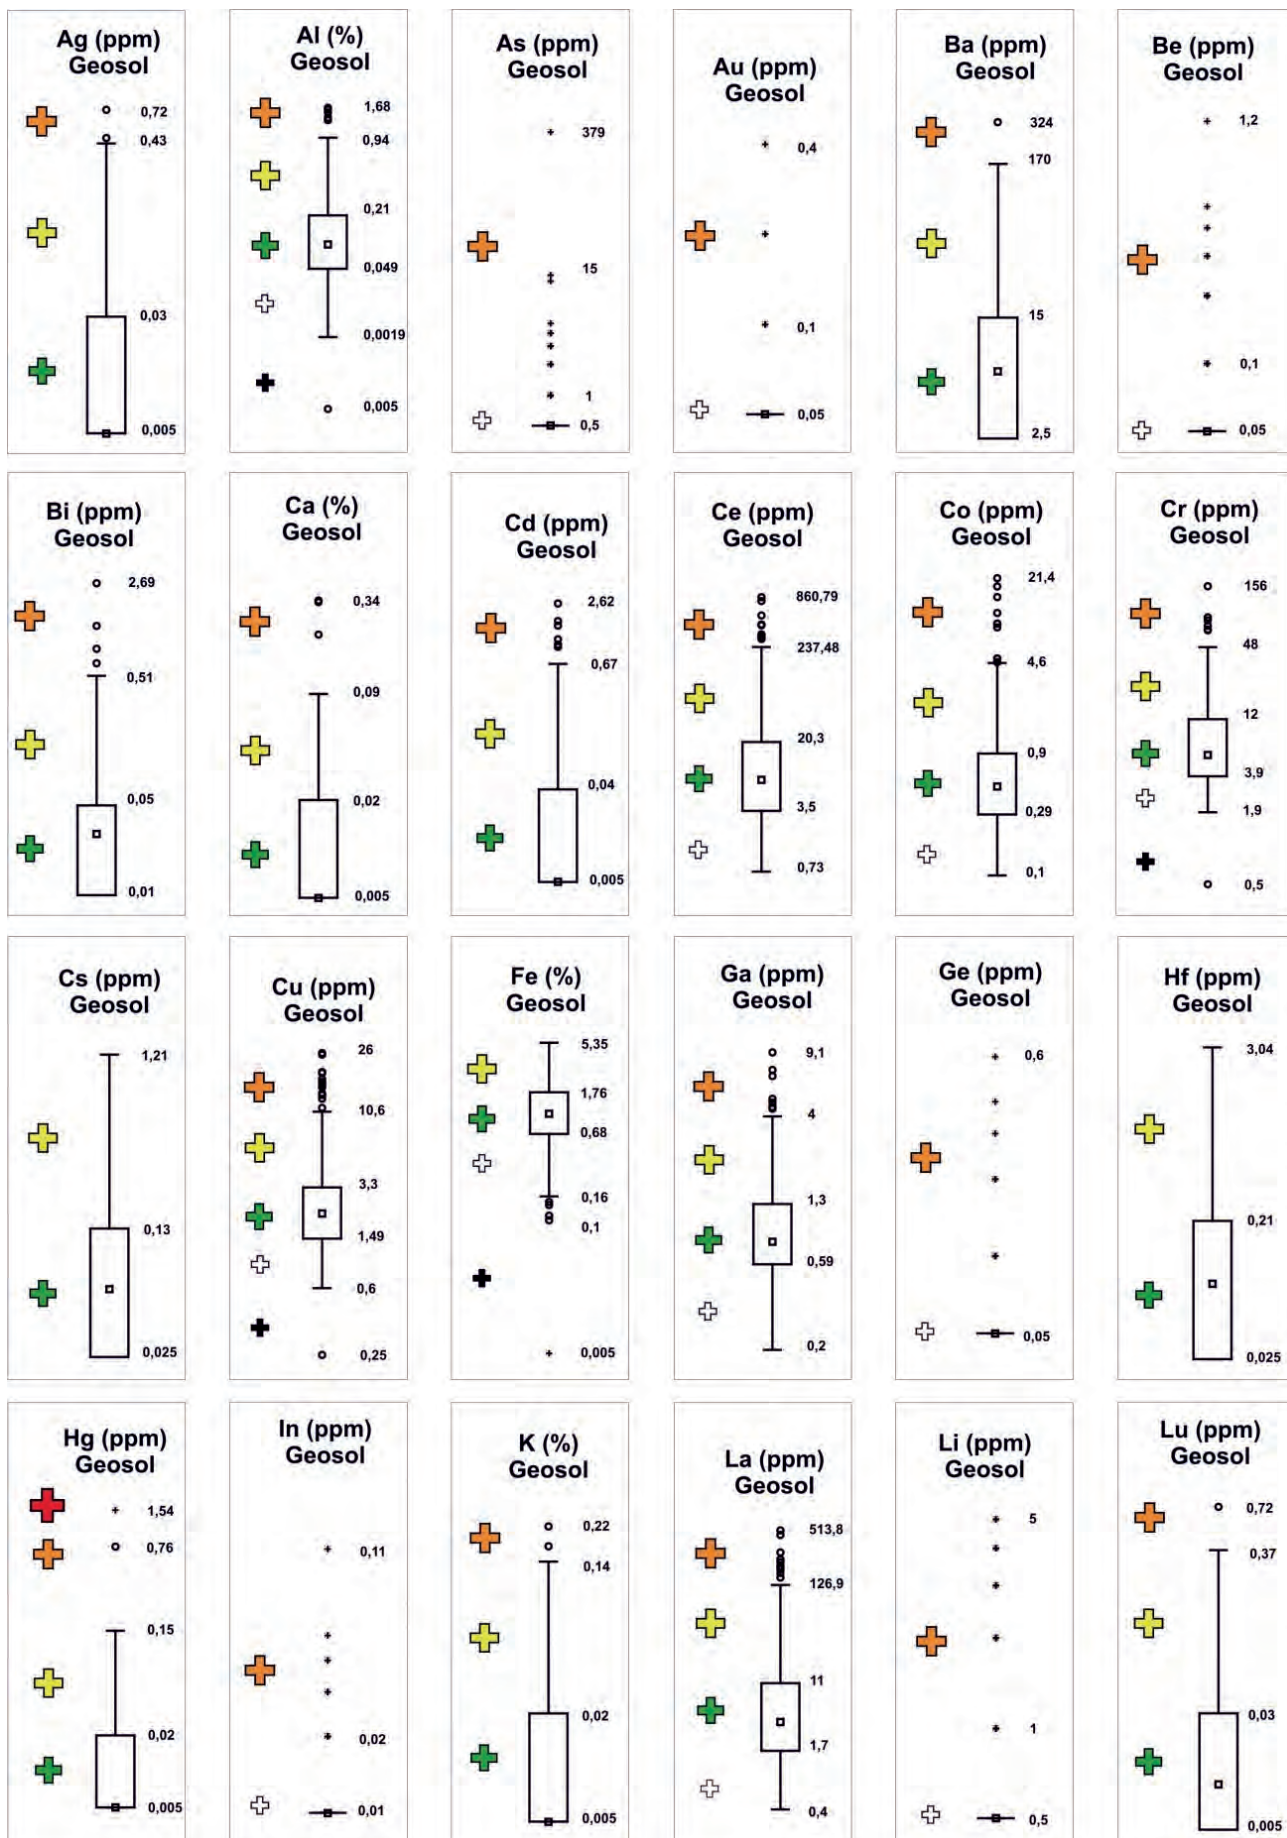 Ag (ppm)
Geosol
0,72
0,43
0,03
0,005
Al (%)
Geosol
1,68
0,94
0,21
0,049
0,0019
0,005
As (ppm)
Geosol
379
15
1
0,5
Au (ppm)
Geosol
0,4
0,1
0,05
Ba (ppm)
Geosol
324
170
15
2,5
Be (ppm)
Geosol
1,2
0,1
0,05
Bi (ppm)
Geosol
2,69
0,51
0,05
0,01
Ca (%)
Geosol
0,34
0,09
0,02
0,005
Cd (ppm)
Geosol
2,62
0,67
0,04
0,005
Ce (ppm)
Geosol
860,79
237,48
20,3
3,5
0,73
Co (ppm)
Geosol
21,4
4,6
0,9
0,29
0,1
Cr (ppm)
Geosol
156
48
12
3,9
1,9
0,5
Cs (ppm)
Geosol
1,21
0,13
0,025
Cu (ppm)
Geosol
26
10,6
3,3
1,49
0,6
0,25
Fe (%)
Geosol
5,35
1,76
0,68
0,16
0,1
0,005
Ga (ppm)
Geosol
9,1
4
1,3
0,59
0,2
Ge (ppm)
Geosol
0,6
0,05
Hf (ppm)
Geosol
3,04
0,21
0,025
Hg (ppm)
Geosol
1,54
0,76
0,15
0,02
0,005
In (ppm)
Geosol
0,11
0,02
0,01
K (%)
Geosol
0,22
0,14
0,02
0,005
La (ppm)
Geosol
513,8
126,9
11
1,7
0,4
Li (ppm)
Geosol
5
1
0,5
Lu (ppm)
Geosol
0,72
0,37
0,03
0,005